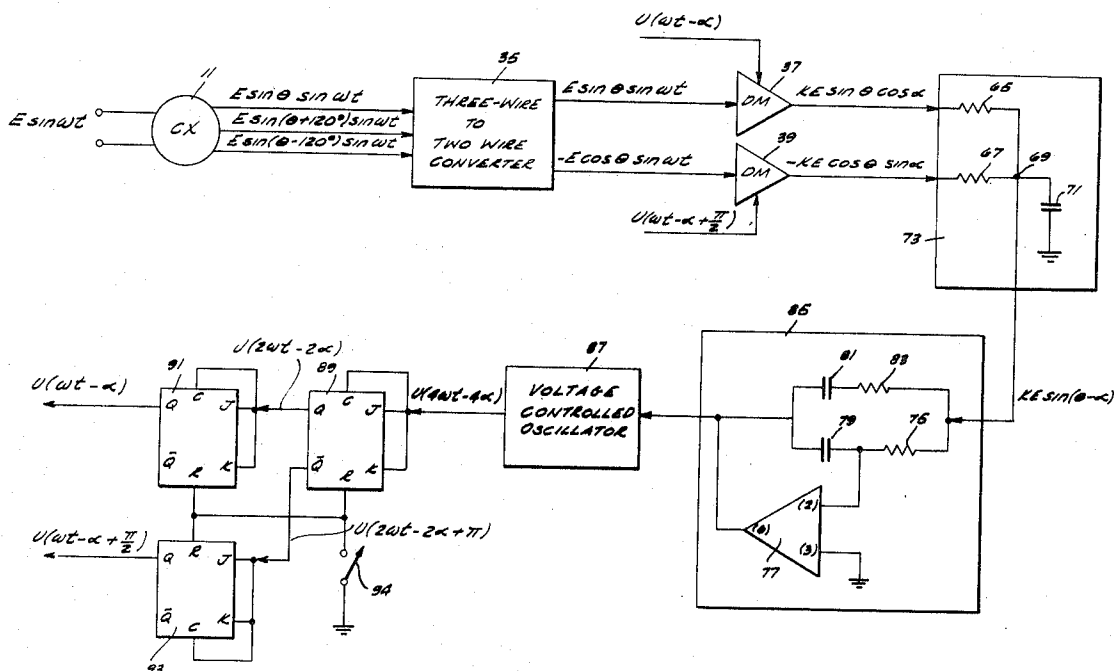 U(ωt-α)
11
35
37
E sin θ sin ωt
E sin ωt
CX
E sin(θ+120°) sin ωt
E sin(θ-120°) sin ωt
THREE-WIRE
TO
TWO WIRE
CONVERTER
E sin θ sin ωt
DM
KE sin θ cos α
65
39
-E cos θ sin ωt
DM
-KE cos θ sin α
67
69
71
U(ωt-α+π/2)
73
85
87
U(2ωt-2α)
91
89
81
83
U(ωt-α)
Q
C
J
Q
C
J
U(4ωt-4α)
VOLTAGE
CONTROLLED
OSCILLATOR
79
75
KE sin(θ-α)
Q̄
R
K
Q̄
R
K
U(2ωt-2α+π)
(2)
(6)
(3)
77
U(ωt-α+π/2)
Q
R
J
94
Q̄
C
K
93